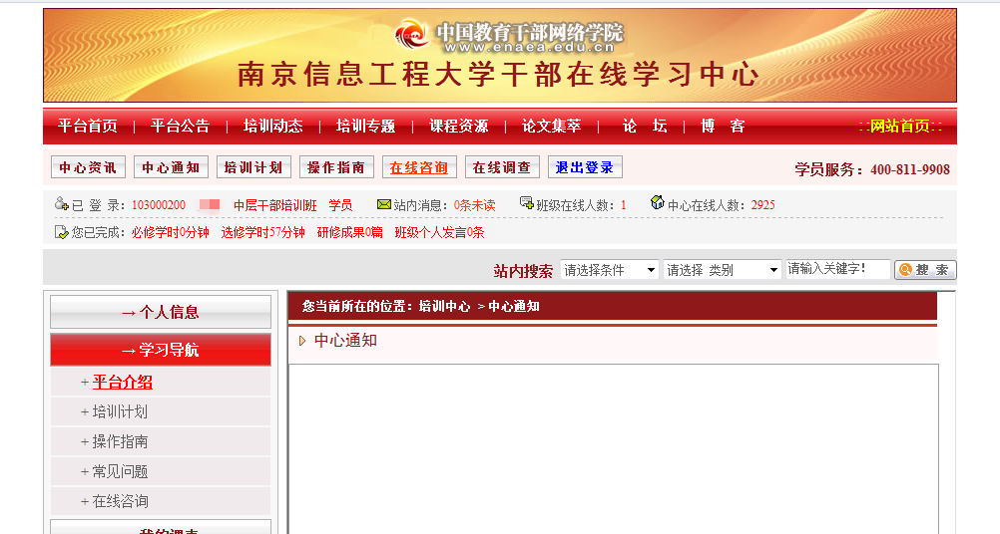 中国教育干部网络学院
www.enaea.edu.cn
南京信息工程大学干部在线学习中心
平台首页 | 平台公告 | 培训动态 | 培训专题 | 课程资源 | 论文集萃 | 论 坛 | 博 客 ::网站首页::
中心资讯 中心通知 培训计划 操作指南 在线咨询 在线调查 退出登录 学员服务：400-811-9908
已 登 录：103000200 中层干部培训班 学员 站内消息：0条未读 班级在线人数：1 中心在线人数：2925
您已完成：必修学时0分钟 选修学时57分钟 研修成果0篇 班级个人发言0条
站内搜索 请选择条件 请选择 类别 请输入关键字! 搜 索
→个人信息
→学习导航
+ 平台介绍
+ 培训计划
+ 操作指南
+ 常见问题
+ 在线咨询
您当前所在的位置：培训中心 > 中心通知
中心通知